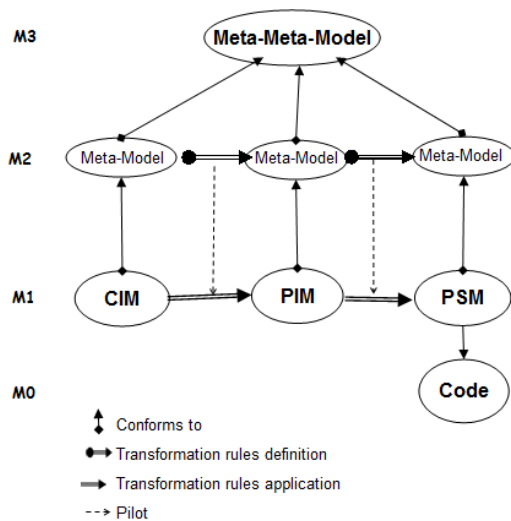 M3
Meta-Meta-Model
M2
Meta-Model
Meta-Model
Meta-Model
M1
CIM
PIM
PSM
M0
Code
Conforms to
Transformation rules definition
Transformation rules application
Pilot